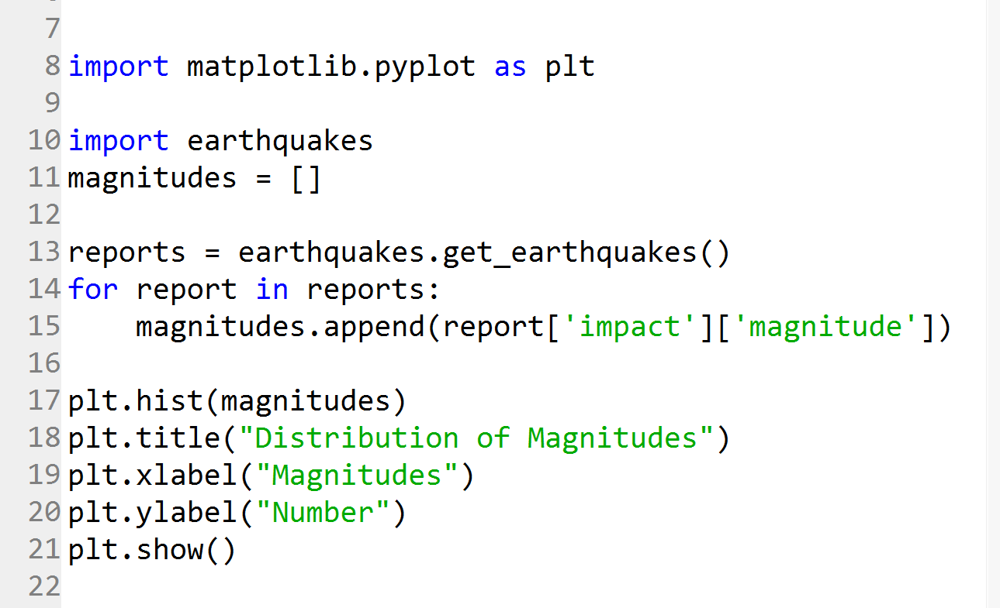 7
8 import matplotlib.pyplot as plt
9
10 import earthquakes
11 magnitudes = []
12
13 reports = earthquakes.get_earthquakes()
14 for report in reports:
15     magnitudes.append(report['impact']['magnitude'])
16
17 plt.hist(magnitudes)
18 plt.title("Distribution of Magnitudes")
19 plt.xlabel("Magnitudes")
20 plt.ylabel("Number")
21 plt.show()
22